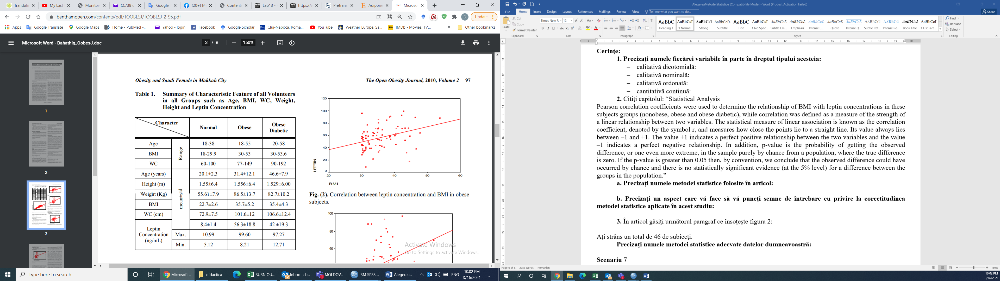 Trandafi
My Last
Monitori
(2,738 u
Google
(20+) M
Content
Lab13 -
https://v
Pretrans
Adipone
Microso
benthamopen.com/contents/pdf/TOOBESJ/TOOBESJ-2-95.pdf
Update
Apps
Google Translate
Google Maps
Home - PubMed -...
Yahoo - login
Facebook
Google Scholar
Cluj-Napoca, Roma...
YouTube
Weather Europe, Sa...
IMDb - Movies, TV...
Other bookmarks
Microsoft Word - Bahathiq_OobesJ.doc
3 / 6
150%
1
2
3
Obesity and Saudi Female in Makkah City
The Open Obesity Journal, 2010, Volume 2 97
Table 1. Summary of Characteristic Feature of all Volunteers
in all Groups such as Age, BMI, WC, Weight,
Height and Leptin Concentration
Character Normal Obese Obese Diabetic
Range
Age 18-38 18-55 20-58
BMI 18-29.9 30-53 30-53.6
WC 60-100 77-149 90-192
mean±std
Age (years) 20.1±2.3 31.4±12.1 46.6±7.9
Height (m) 1.55±6.4 1.556±6.4 1.529±6.00
Weight (Kg) 55.61±7.9 86.5±13.7 82.7±10.2
BMI 22.7±2.6 35.7±5.2 35.4±4.3
WC (cm) 72.9±7.5 101.6±12 106.6±12.4
Leptin Concentration (ng/mL)
8.4±1.4 56.3±18.8 42 ±19.3
Max. 10.99 99.60 97.27
Min. 5.12 8.21 12.71
120
100
80
60
40
20
0
LEPTIN
20 30 40 50 60
BMI
Fig. (2). Correlation between leptin concentration and BMI in obese
subjects.
100
80
60
Activate Windows
Go to Settings to activate Windows.
Type here to search
Microsoft ...
didactica
BURN OU...
Inbox - cb...
MOLDOV...
IBM SPSS ...
Alegerea...
ENG
10:02 PM
3/16/2021
AlegereaMetodeiStatistice [Compatibility Mode] - Word (Product Activation Failed)
File Home Insert Design Layout References Mailings Review View Tell me what you want to do...
Share
Paste
Cut
Copy
Format Painter
Clipboard
Times New R
12
Font
Paragraph
AaBbC Heading 1
AaBbCcI ¶ Normal
AaBbCcI Strong
AaBbCcD Subtitle
AaBbC Title
AaBbCcI ¶ No Spac...
AaBbCcL Subtle Em...
AaBbCcL Emphasis
AaBbCcL Intense E...
AaBbCcL Quote
AaBbCcL Intense Q...
AABBCCI Subtle Ref...
AABBCC Intense Re...
AaBbCcI Book Title
AaBbCcI ¶ List Para...
Styles
Find
Replace
Select
Editing
Cerințe:
1. Precizaţi numele fiecărei variabile în parte în dreptul tipului acesteia:
– calitativă dicotomială:
– calitativă nominală:
– calitativă ordonată:
– cantitativă continuă:
2. Citiţi capitolul: “Statistical Analysis
Pearson correlation coefficients were used to determine the relationship of BMI with leptin concentrations in these
subjects groups (nonobese, obese and obese diabetic), while correlation was defined as a measure of the strength of
a linear relationship between two variables. The statistical measure of linear association is known as the correlation
coefficient, denoted by the symbol r, and measures how close the points lie to a straight line. Its value always lies
between –1 and +1. The value +1 indicates a perfect positive relationship between the two variables and the value
–1 indicates a perfect negative relationship. In addition, p-value is the probability of getting the observed
difference, or one even more extreme, in the sample purely by chance from a population, where the true difference
is zero. If the p-value is greater than 0.05 then, by convention, we conclude that the observed difference could have
occurred by chance and there is no statistically significant evidence (at the 5% level) for a difference between the
groups in the population.”
a. Precizaţi numele metodei statistice folosite în articol:
b. Precizaţi un aspect care vă face să vă puneţi semne de întrebare cu privire la corectitudinea
metodei statistice aplicate în acest studiu:
3. În articol găsiţi următorul paragraf ce însoţeşte figura 2:
Aţi strâns un total de 46 de subiecţi.
Precizaţi numele metodei statistice adecvate datelor dumneavoastră:
Scenariu 7
Page 6 of 8 2758 words Romanian
160%
10:02 PM
3/16/2021